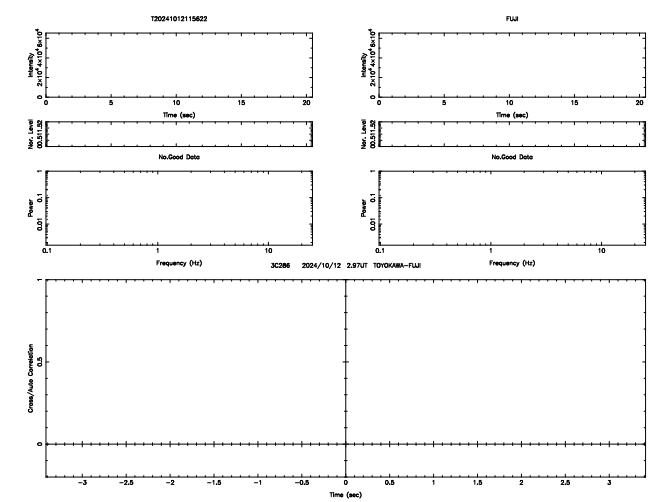 T20241012115622 FUJI
Intensity 0 2×10⁴ 4×10⁴ 6×10⁴ Intensity 0 2×10⁴ 4×10⁴ 6×10⁴
0 5 10 15 20 0 5 10 15 20
Time (sec) Time (sec)
Nor. Level 0 0.5 1 1.5 2 Nor. Level 0 0.5 1 1.5 2
No.Good Data No.Good Data
Power 0.01 0.1 1 Power 0.01 0.1 1
0.1 1 10 0.1 1 10
Frequency (Hz) Frequency (Hz)
3C286 2024/10/12 2.97UT TOYOKAWA-FUJI
Cross/Auto Correlation 0 0.5 1
-3 -2.5 -2 -1.5 -1 -0.5 0 0.5 1 1.5 2 2.5 3
Time (sec)